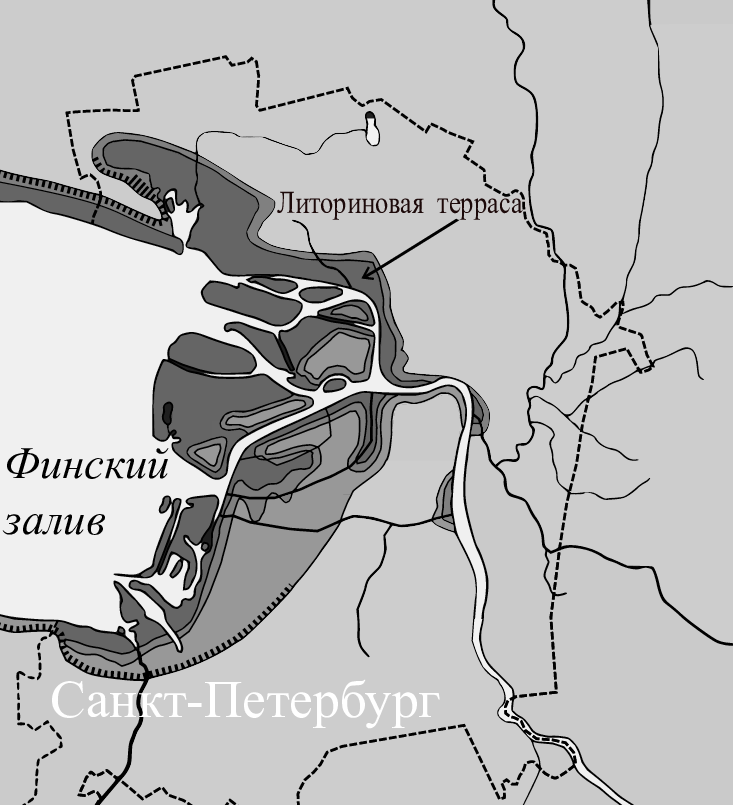 Литориновая терраса
Финский
залив
Санкт-Петербург